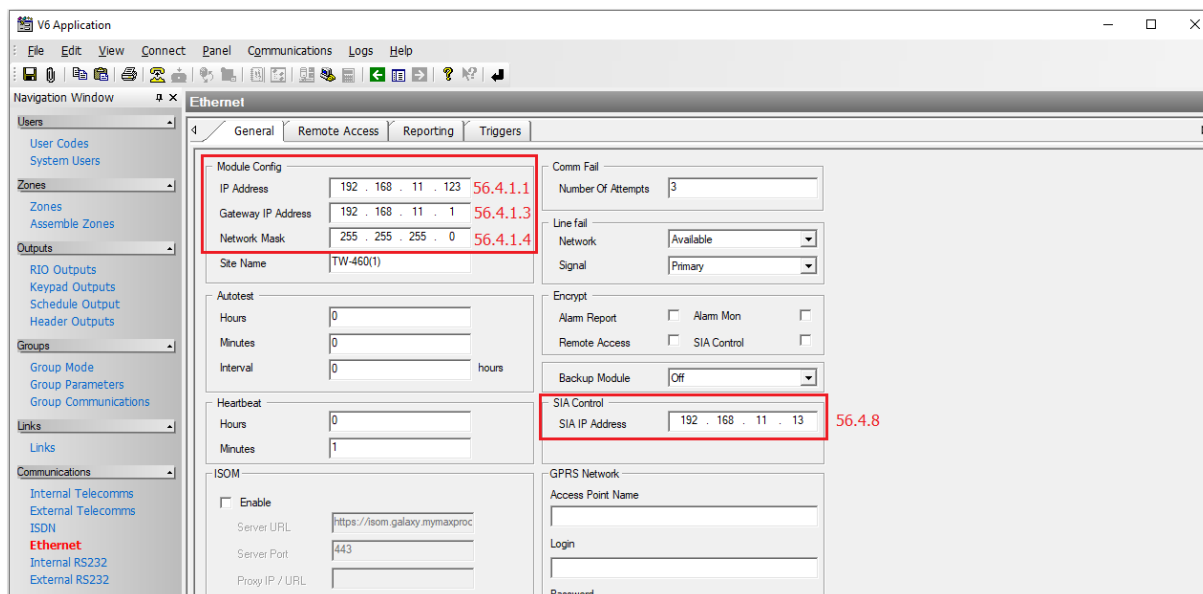 V6 Application
File Edit View Connect Panel Communications Logs Help
Navigation Window
Ethernet
Users
User Codes
System Users
Zones
Zones
Assemble Zones
Outputs
RIO Outputs
Keypad Outputs
Schedule Output
Header Outputs
Groups
Group Mode
Group Parameters
Group Communications
Links
Links
Communications
Internal Telecomms
External Telecomms
ISDN
Ethernet
Internal RS232
External RS232
General Remote Access Reporting Triggers
Module Config
IP Address 192 . 168 . 11 . 123 56.4.1.1
Gateway IP Address 192 . 168 . 11 . 1 56.4.1.3
Network Mask 255 . 255 . 255 . 0 56.4.1.4
Site Name TW-460(1)
Autotest
Hours 0
Minutes 0
Interval 0 hours
Heartbeat
Hours 0
Minutes 1
ISOM
Enable
Server URL https://isom.galaxy.mymaxproc
Server Port 443
Proxy IP / URL
Comm Fail
Number Of Attempts 3
Line fail
Network Available
Signal Primary
Encrypt
Alarm Report Alarm Mon
Remote Access SIA Control
Backup Module Off
SIA Control
SIA IP Address 192 . 168 . 11 . 13 56.4.8
GPRS Network
Access Point Name
Login
Password